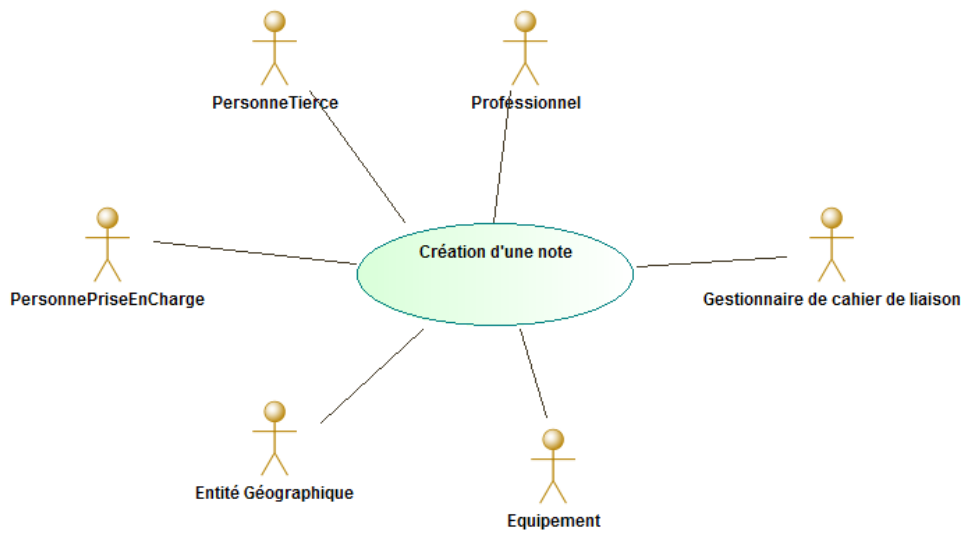 PersonneTierce
Professionnel
Création d'une note
PersonnePriseEnCharge
Gestionnaire de cahier de liaison
Entité Géographique
Equipement